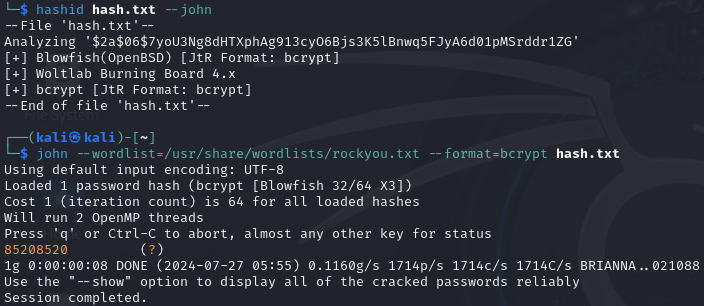 └─$ hashid hash.txt --john
--File 'hash.txt'--
Analyzing '$2a$06$7yoU3Ng8dHTXphAg913cyO6Bjs3K5lBnwq5FJyA6d01pMSrddr1ZG'
[+] Blowfish(OpenBSD) [JtR Format: bcrypt]
[+] Woltlab Burning Board 4.x
[+] bcrypt [JtR Format: bcrypt]
--End of file 'hash.txt'--
File System
┌──(kali㉿kali)-[~]
└─$ john --wordlist=/usr/share/wordlists/rockyou.txt --format=bcrypt hash.txt
Using default input encoding: UTF-8
Loaded 1 password hash (bcrypt [Blowfish 32/64 X3])
Cost 1 (iteration count) is 64 for all loaded hashes
Will run 2 OpenMP threads
Press 'q' or Ctrl-C to abort, almost any other key for status
85208520         (?)
1g 0:00:00:08 DONE (2024-07-27 05:55) 0.1160g/s 1714p/s 1714c/s 1714C/s BRIANNA..021088
Use the "--show" option to display all of the cracked passwords reliably
Session completed.